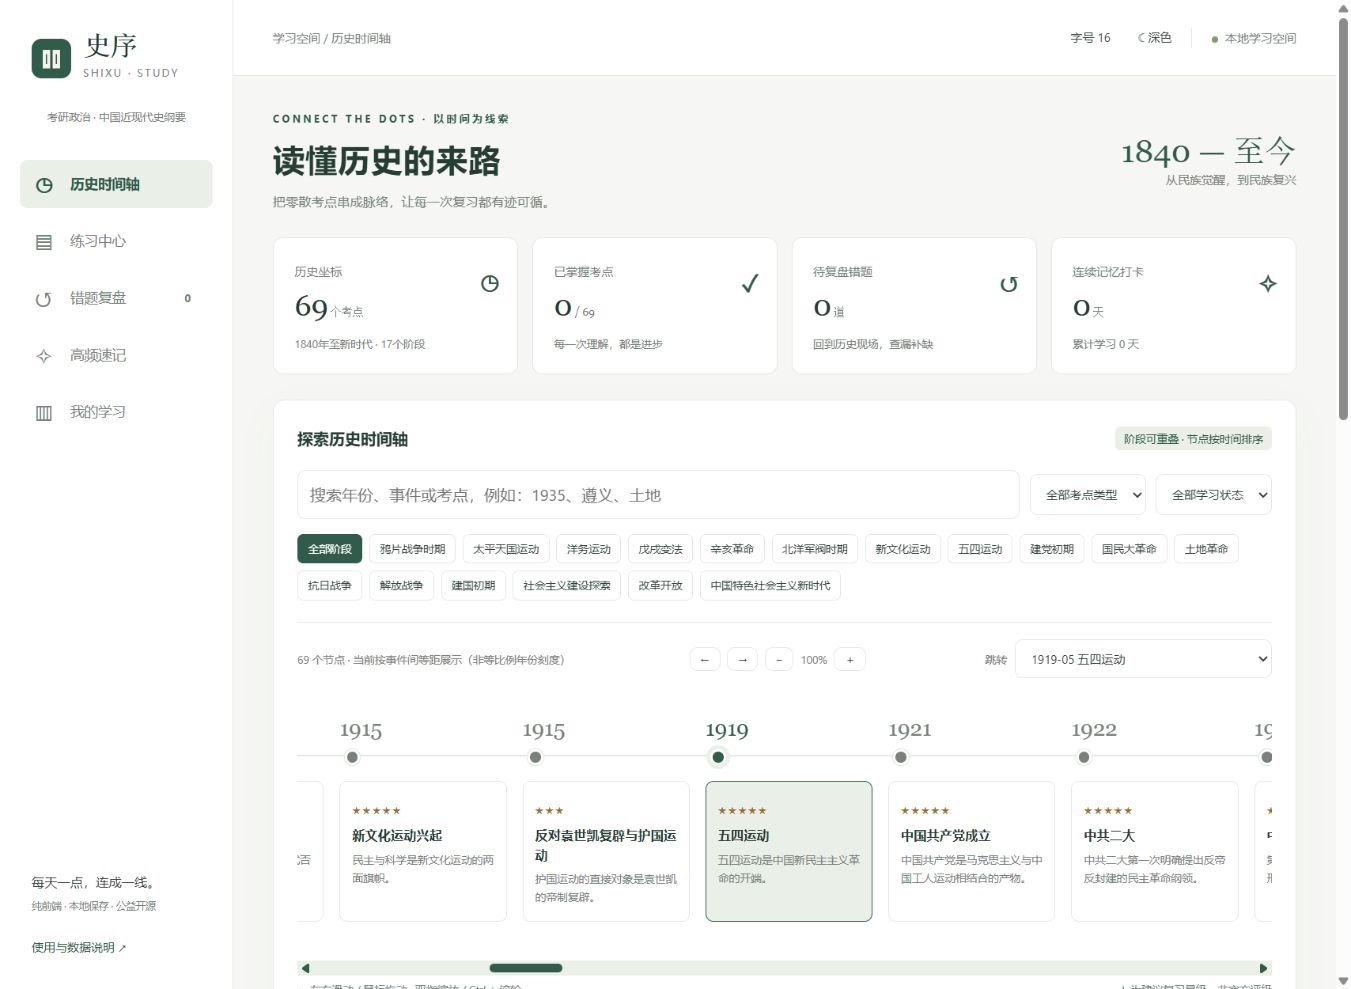 史序
SHIXU · STUDY
考研政治 · 中国近现代史纲要
历史时间轴
练习中心
错题复盘 0
高频速记
我的学习
每天一点，连成一线。
纯前端 · 本地保存 · 公益开源
使用与数据说明 ↗
学习空间 / 历史时间轴
字号 16 ☾深色 本地学习空间
CONNECT THE DOTS · 以时间为线索
读懂历史的来路
把零散考点串成脉络，让每一次复习都有迹可循。
1840 — 至今
从民族觉醒，到民族复兴
历史坐标
69 个考点
1840年至新时代 · 17个阶段
已掌握考点
0 / 69
每一次理解，都是进步
待复盘错题
0 道
回到历史现场，查漏补缺
连续记忆打卡
0 天
累计学习 0 天
探索历史时间轴
阶段可重叠 · 节点按时间排序
搜索年份、事件或考点，例如：1935、遵义、土地
全部考点类型 全部学习状态
全部阶段 鸦片战争时期 太平天国运动 洋务运动 戊戌变法 辛亥革命 北洋军阀时期 新文化运动 五四运动 建党初期 国民大革命 土地革命
抗日战争 解放战争 建国初期 社会主义建设探索 改革开放 中国特色社会主义新时代
69 个节点 · 当前按事件间等距展示（非等比例年份刻度）
← → − 100% +
跳转 1919-05 五四运动
1915 1915 1919 1921 1922
★★★★★
新文化运动兴起
民主与科学是新文化运动的两
面旗帜。
★★★
反对袁世凯复辟与护国运
动
护国运动的直接对象是袁世凯
的帝制复辟。
★★★★★
五四运动
五四运动是中国新民主主义革
命的开端。
★★★★★
中国共产党成立
中国共产党是马克思主义与中
国工人运动相结合的产物。
★★★★★
中共二大
中共二大第一次明确提出反帝
反封建的民主革命纲领。